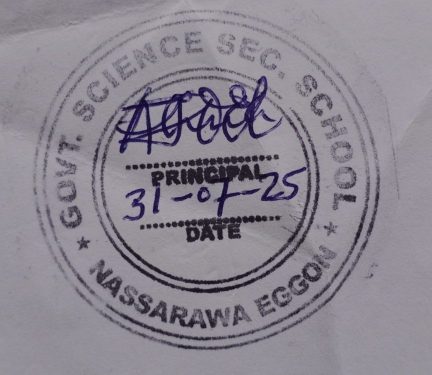 GOVT. SCIENCE SEC. SCHOOL
PRINCIPAL
31-07-25
DATE
★ NASSARAWA EGGON ★